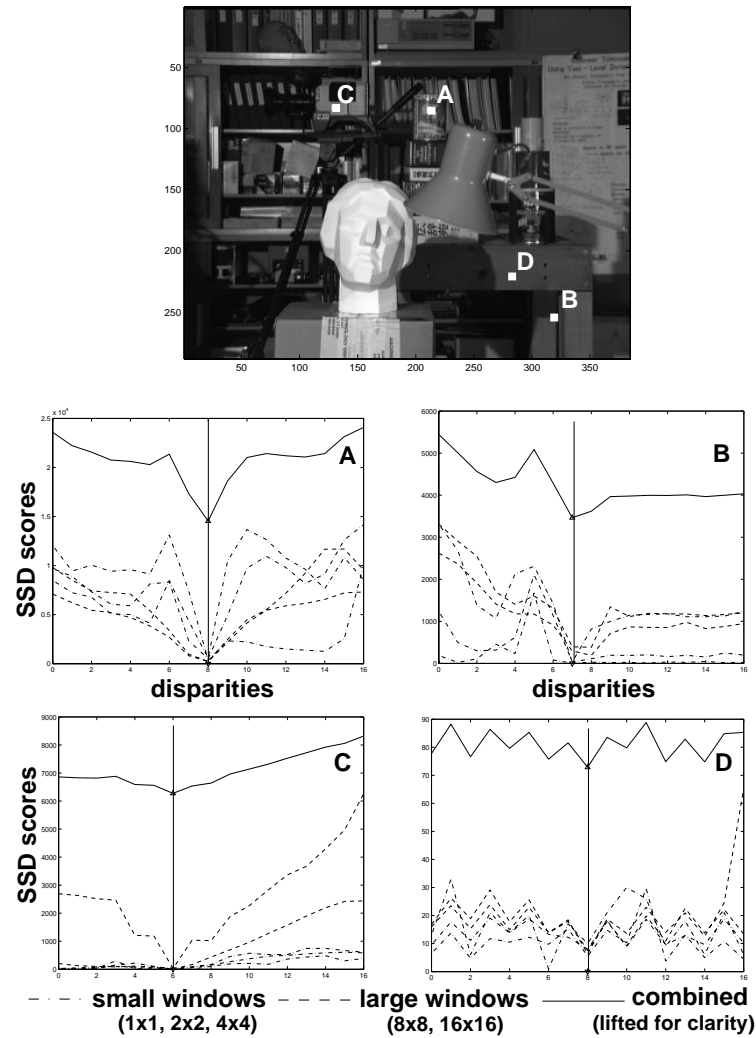 50
100
150
200
250
50 100 150 200 250 300 350
C
A
D
B
x 10⁴
2.5
2
1.5
1
0.5
0
0 2 4 6 8 10 12 14 16
A
SSD scores
disparities
6000
5000
4000
3000
2000
1000
0
0 2 4 6 8 10 12 14 16
B
disparities
9000
8000
7000
6000
5000
4000
3000
2000
1000
0
0 2 4 6 8 10 12 14 16
C
SSD scores
90
80
70
60
50
40
30
20
10
0
0 2 4 6 8 10 12 14 16
D
small windows
(1x1, 2x2, 4x4)
large windows
(8x8, 16x16)
combined
(lifted for clarity)